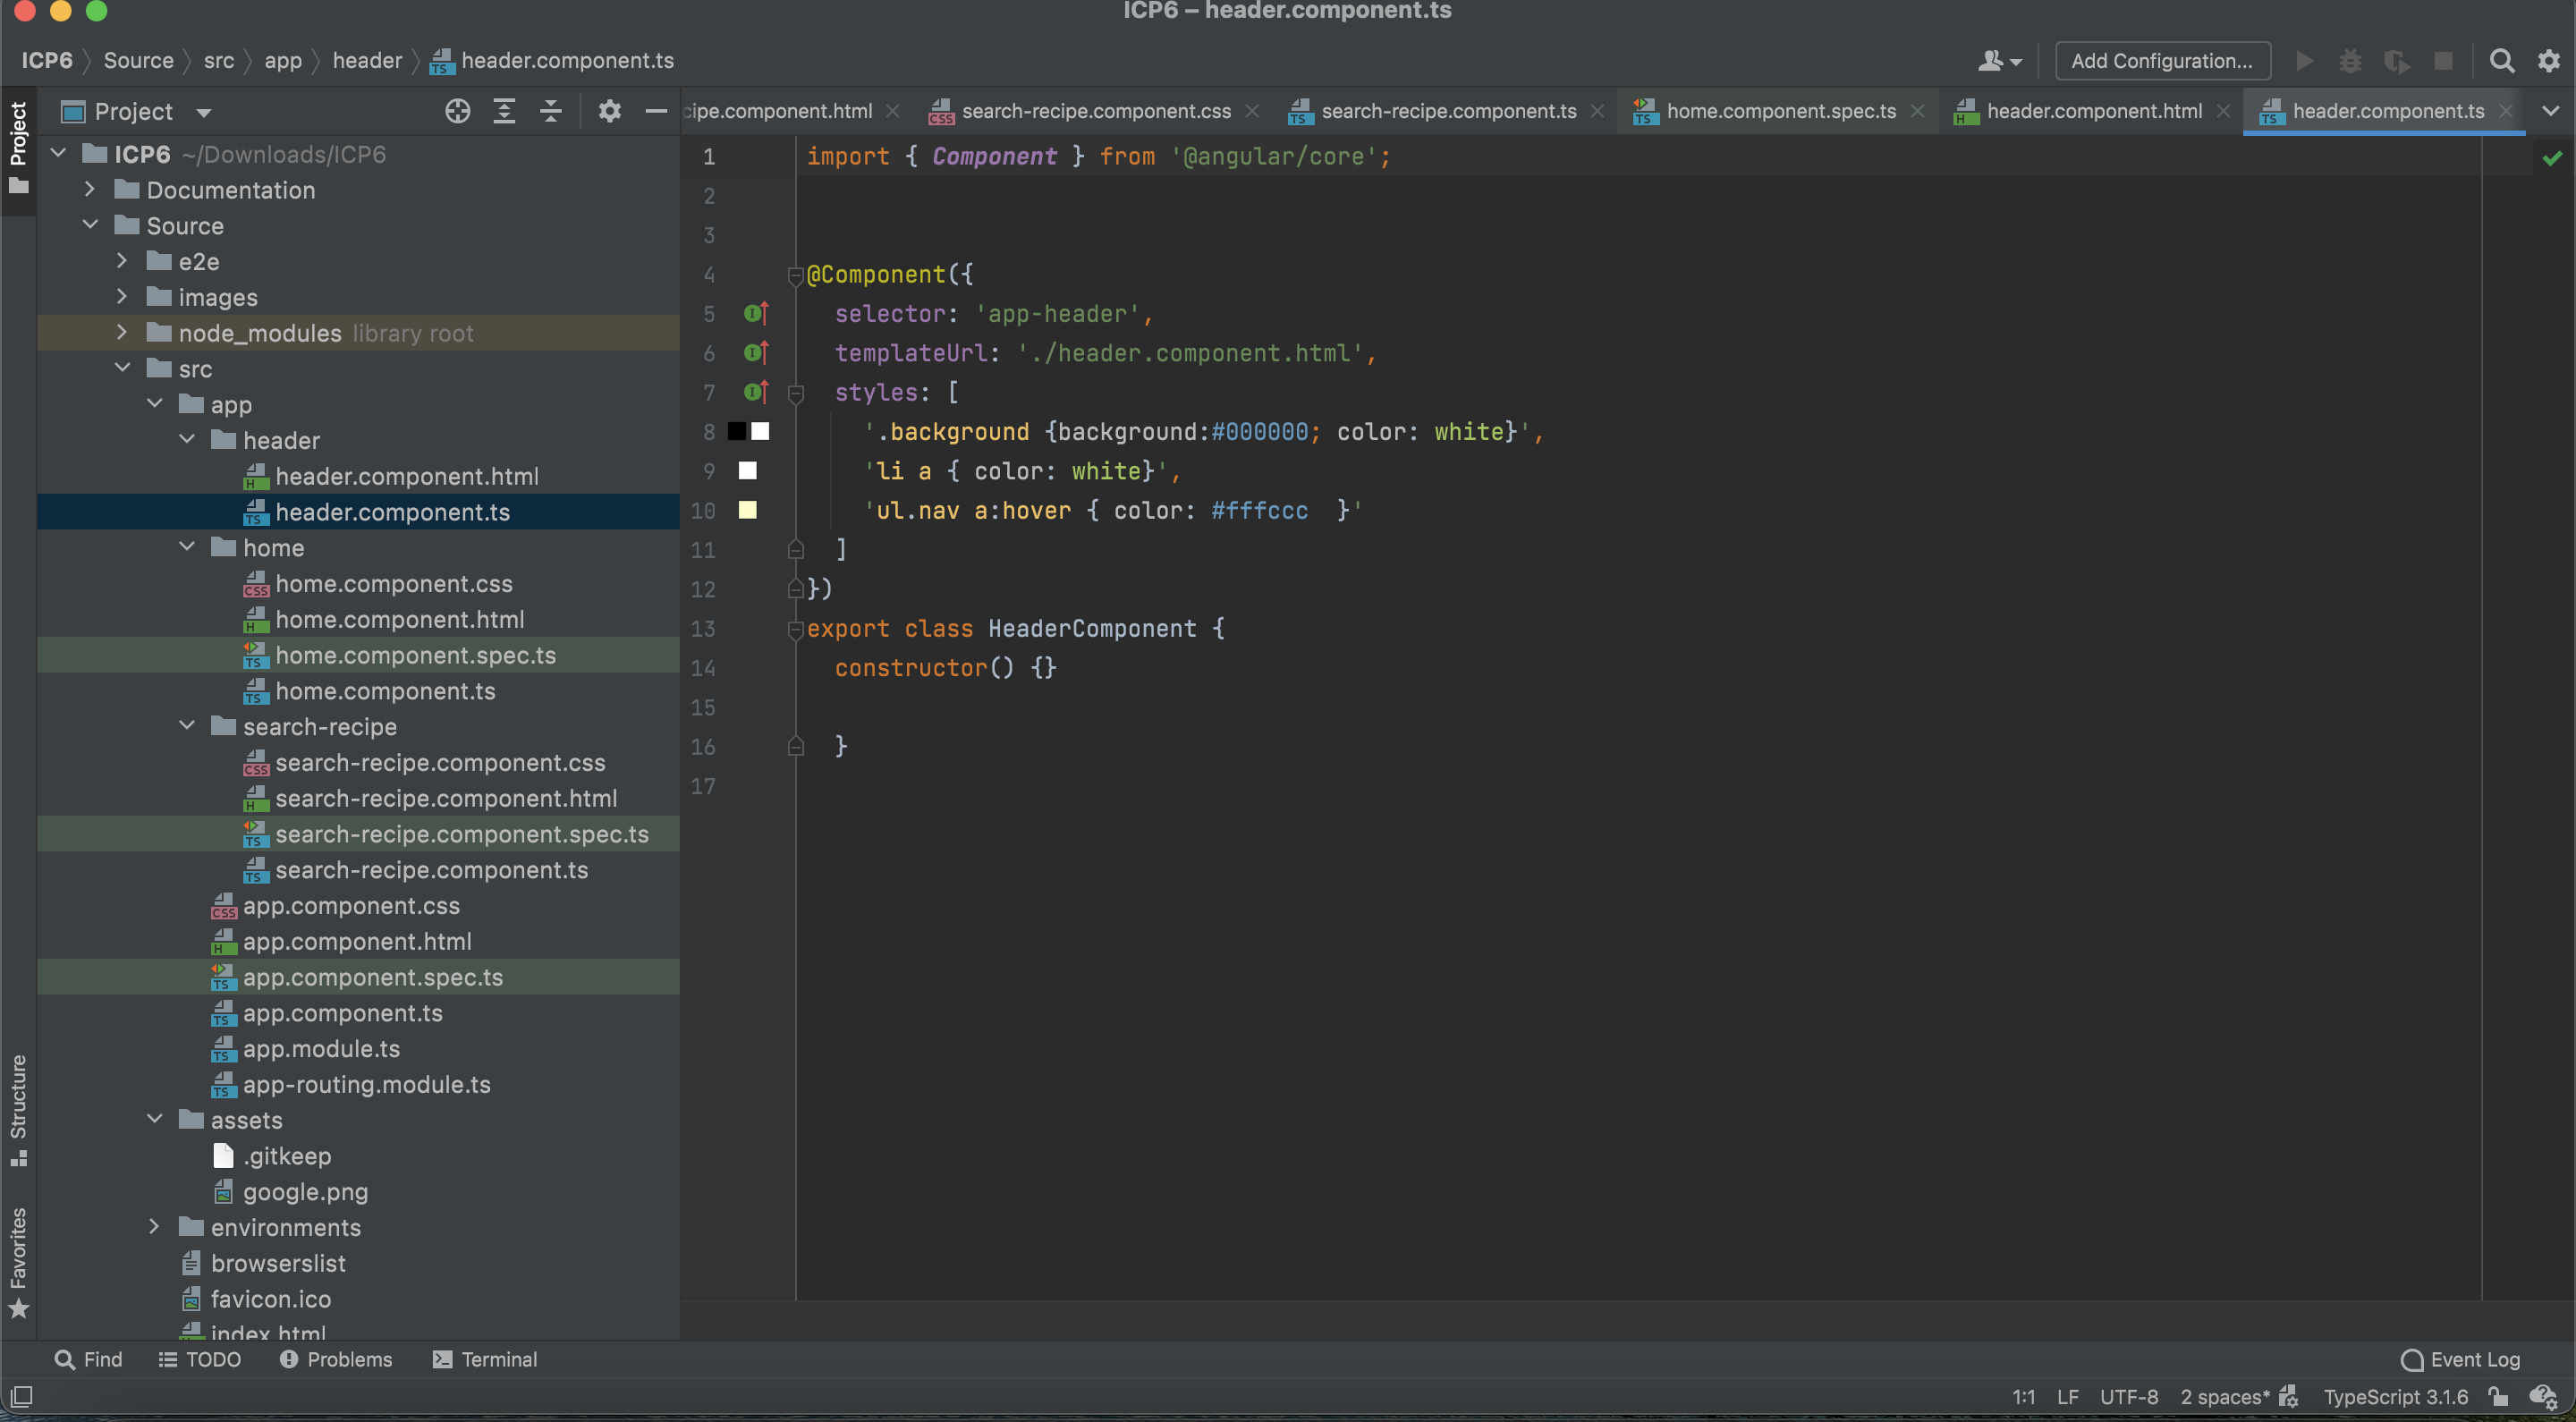 ICP6 – header.component.ts
ICP6 Source src app header header.component.ts
Add Configuration...
Project
Project
cipe.component.html search-recipe.component.css search-recipe.component.ts home.component.spec.ts header.component.html header.component.ts
ICP6 ~/Downloads/ICP6
Documentation
Source
e2e
images
node_modules library root
src
app
header
header.component.html
header.component.ts
home
home.component.css
home.component.html
home.component.spec.ts
home.component.ts
search-recipe
search-recipe.component.css
search-recipe.component.html
search-recipe.component.spec.ts
search-recipe.component.ts
app.component.css
app.component.html
app.component.spec.ts
app.component.ts
app.module.ts
app-routing.module.ts
assets
.gitkeep
google.png
environments
browserslist
favicon.ico
index.html
Structure
Favorites
1 import { Component } from '@angular/core';
2
3
4 @Component({
5 selector: 'app-header',
6 templateUrl: './header.component.html',
7 styles: [
8 '.background {background:#000000; color: white}',
9 'li a { color: white}',
10 'ul.nav a:hover { color: #fffccc }'
11 ]
12 })
13 export class HeaderComponent {
14 constructor() {}
15
16 }
17
Find TODO Problems Terminal Event Log
1:1 LF UTF-8 2 spaces* TypeScript 3.1.6